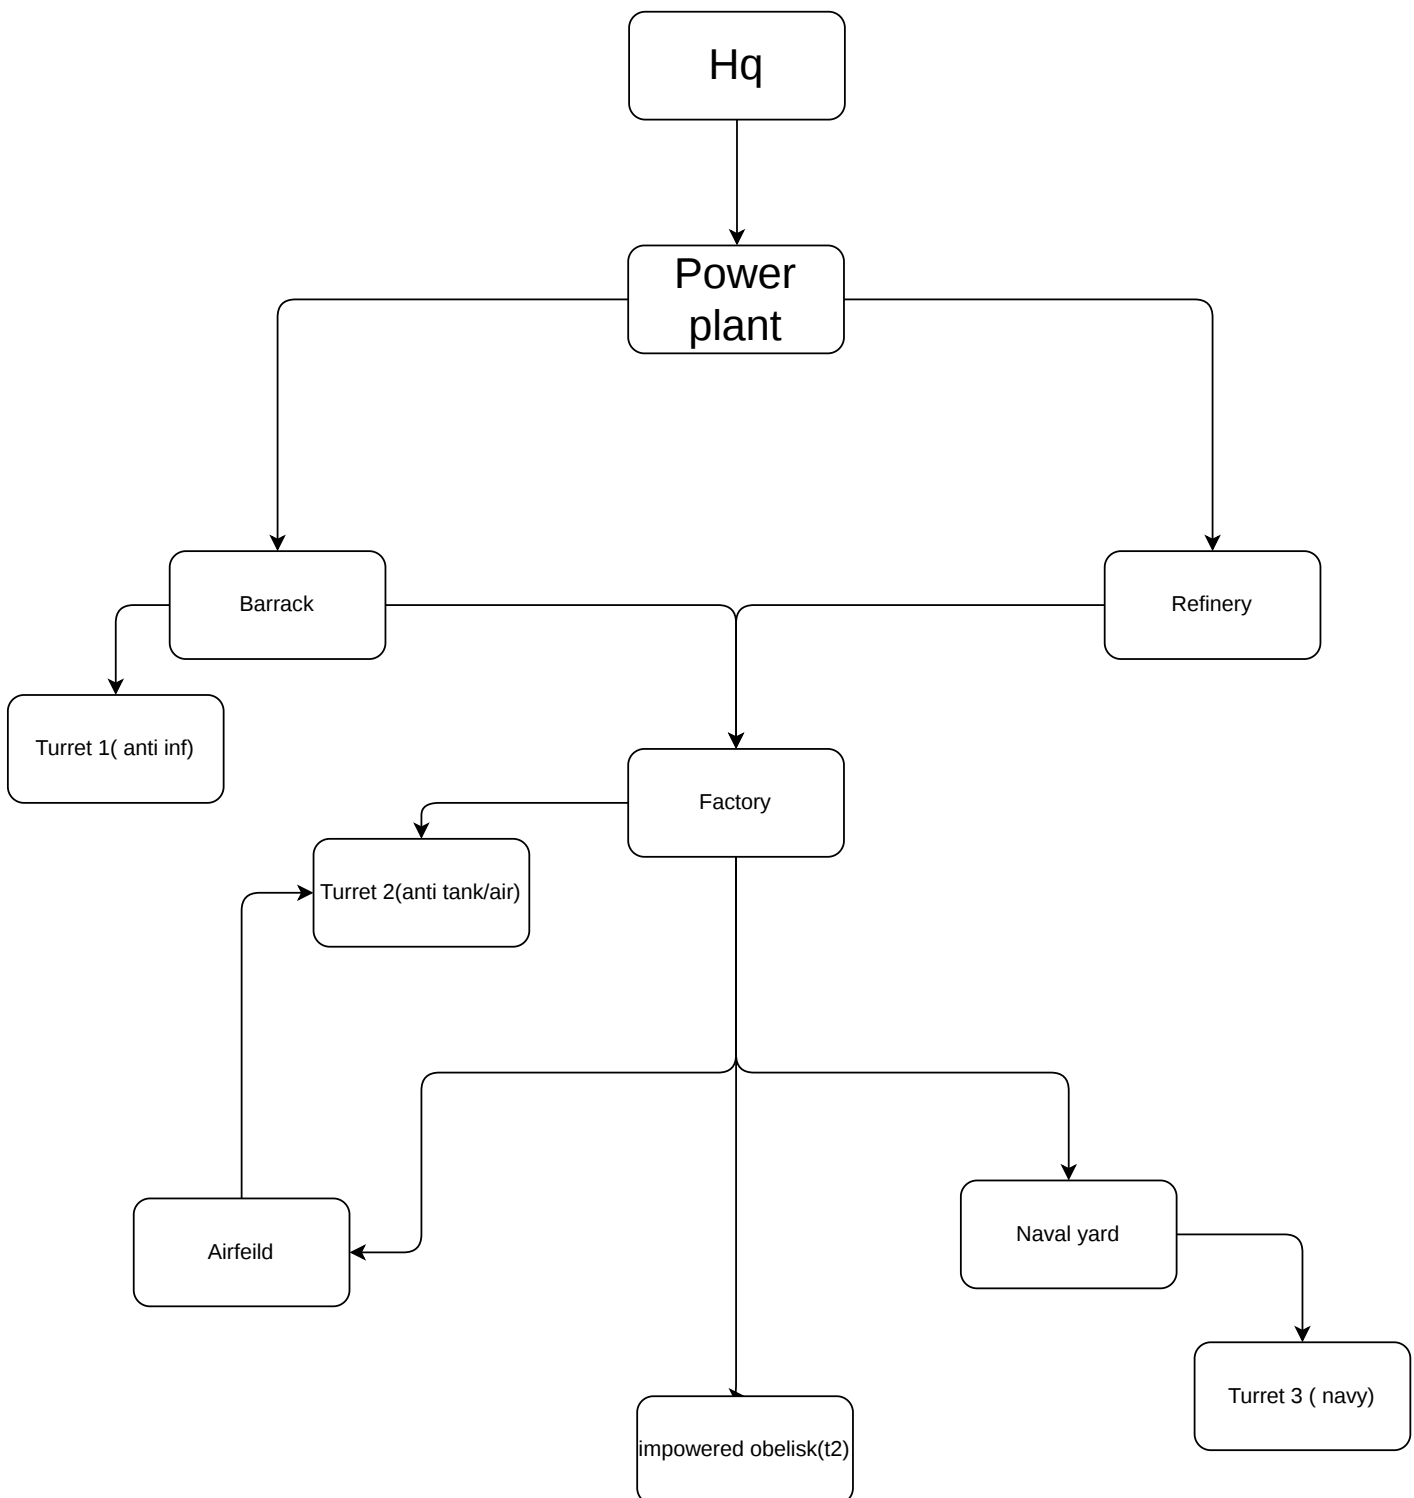 Hq
Power
plant
Barrack
Refinery
Turret 1( anti inf)
Factory
Turret 2(anti tank/air)
Naval yard
Airfeild
Turret 3 ( navy)
impowered obelisk(t2)